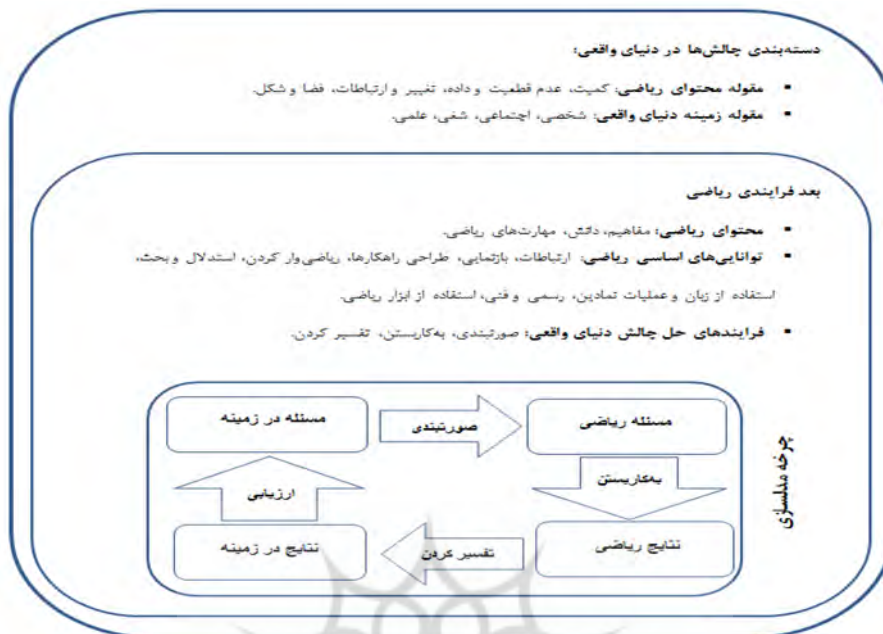 دسته‌بندی چالش‌ها در دنیای واقعی:
▪ مقوله محتوای ریاضی: کمیت، عدم قطعیت و داده، تغییر و ارتباطات، فضا و شکل.
▪ مقوله زمینه دنیای واقعی: شخصی، اجتماعی، شغی، علمی.
بعد فرایندی ریاضی
▪ محتوای ریاضی: مفاهیم، دانش، مهارت‌های ریاضی.
▪ توانایی‌های اساسی ریاضی: ارتباطات، بازنمایی، طراحی راهکارها، ریاضی‌وار کردن، استدلال و بحث،
استفاده از زبان و عملیات نمادین، رسمی و فنی، استفاده از ابزار ریاضی.
▪ فرایندهای حل چالش دنیای واقعی: صورتبندی، به‌کاربستن، تفسیر کردن.
مسئله ریاضی
صورتبندی
مسئله در زمینه
به‌کاربستن
ارزیابی
نتایج ریاضی
تفسیر کردن
نتایج در زمینه
چرخه مدلسازی